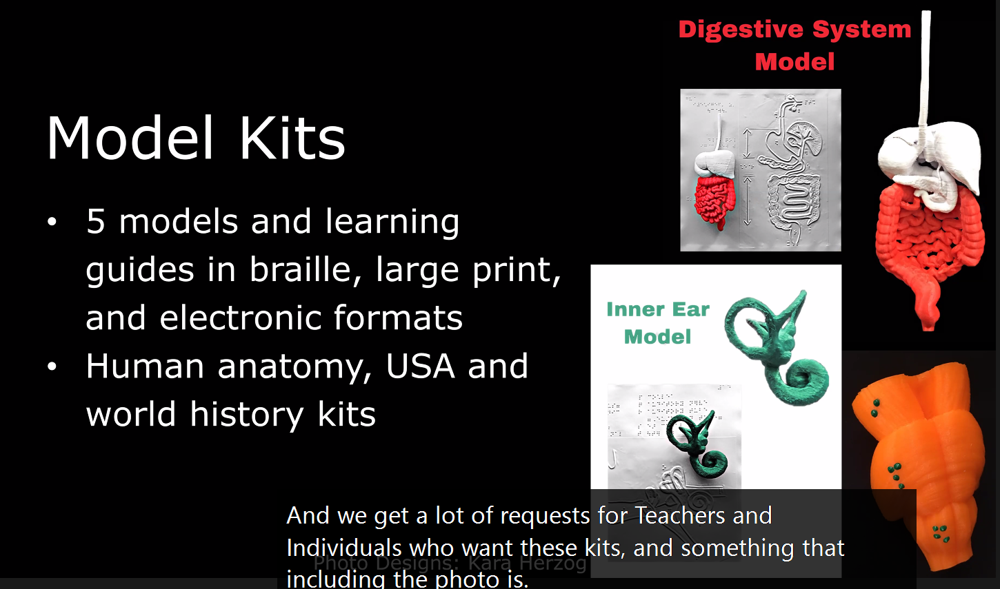 Digestive System
Model
Model Kits
• 5 models and learning
guides in braille, large print,
and electronic formats
• Human anatomy, USA and
world history kits
Inner Ear
Model
Photo Designs: Kara Herzog
And we get a lot of requests for Teachers and
Individuals who want these kits, and something that
including the photo is.